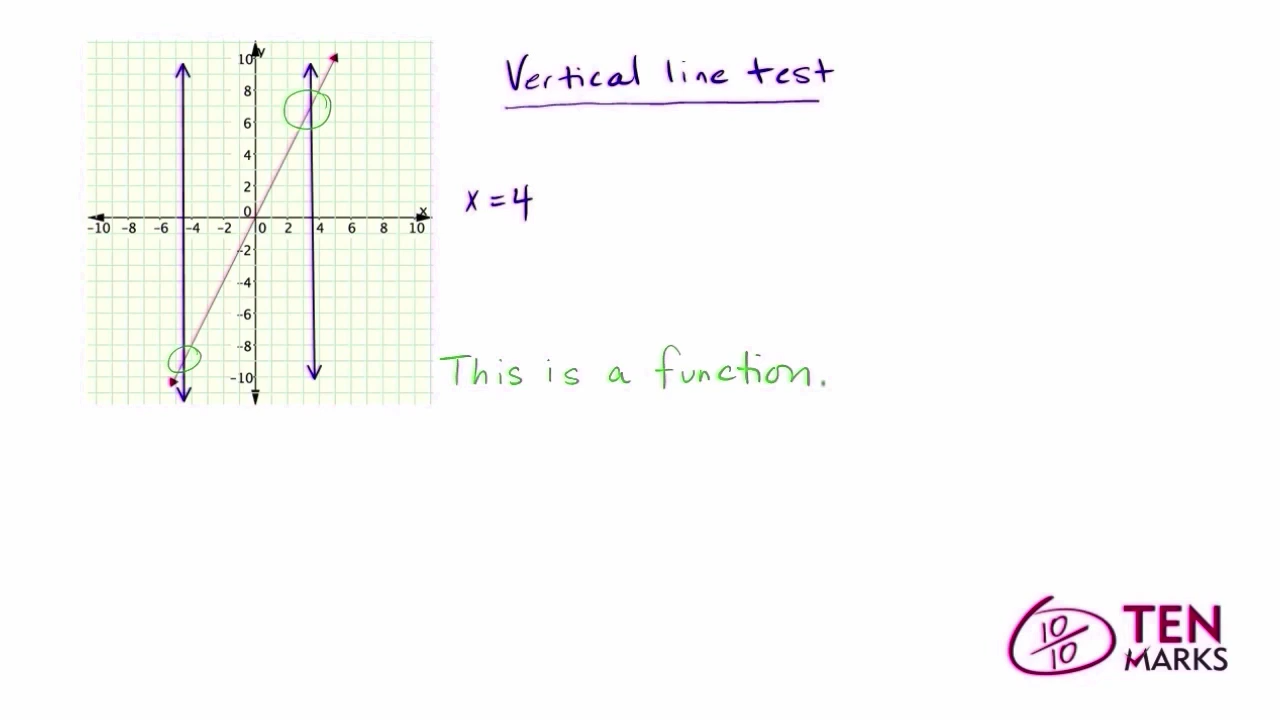 Vertical line test
y
10
8
6
4
2
0
x
-10 -8 -6 -4 -2 0 2 4 6 8 10
-2
-4
-6
-8
-10
x = 4
This is a function.
10/10
TEN
MARKS